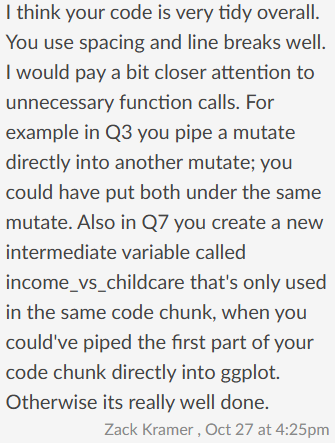 I think your code is very tidy overall.
You use spacing and line breaks well.
I would pay a bit closer attention to
unnecessary function calls. For
example in Q3 you pipe a mutate
directly into another mutate; you
could have put both under the same
mutate. Also in Q7 you create a new
intermediate variable called
income_vs_childcare that's only used
in the same code chunk, when you
could've piped the first part of your
code chunk directly into ggplot.
Otherwise its really well done.
Zack Kramer , Oct 27 at 4:25pm